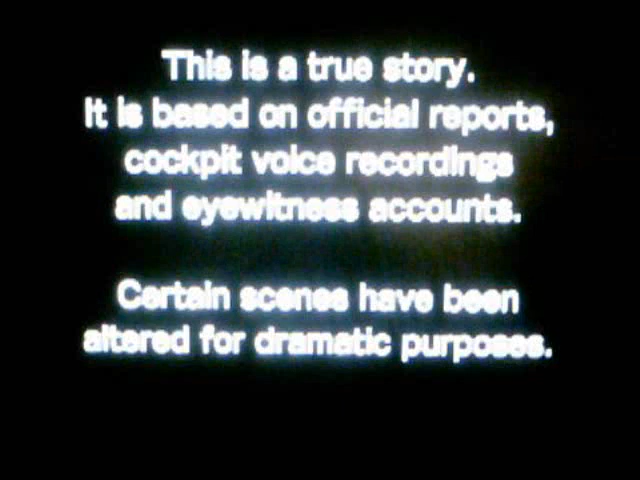 This is a true story.
It is based on official reports,
cockpit voice recordings
and eyewitness accounts.
Certain scenes have been
altered for dramatic purposes.